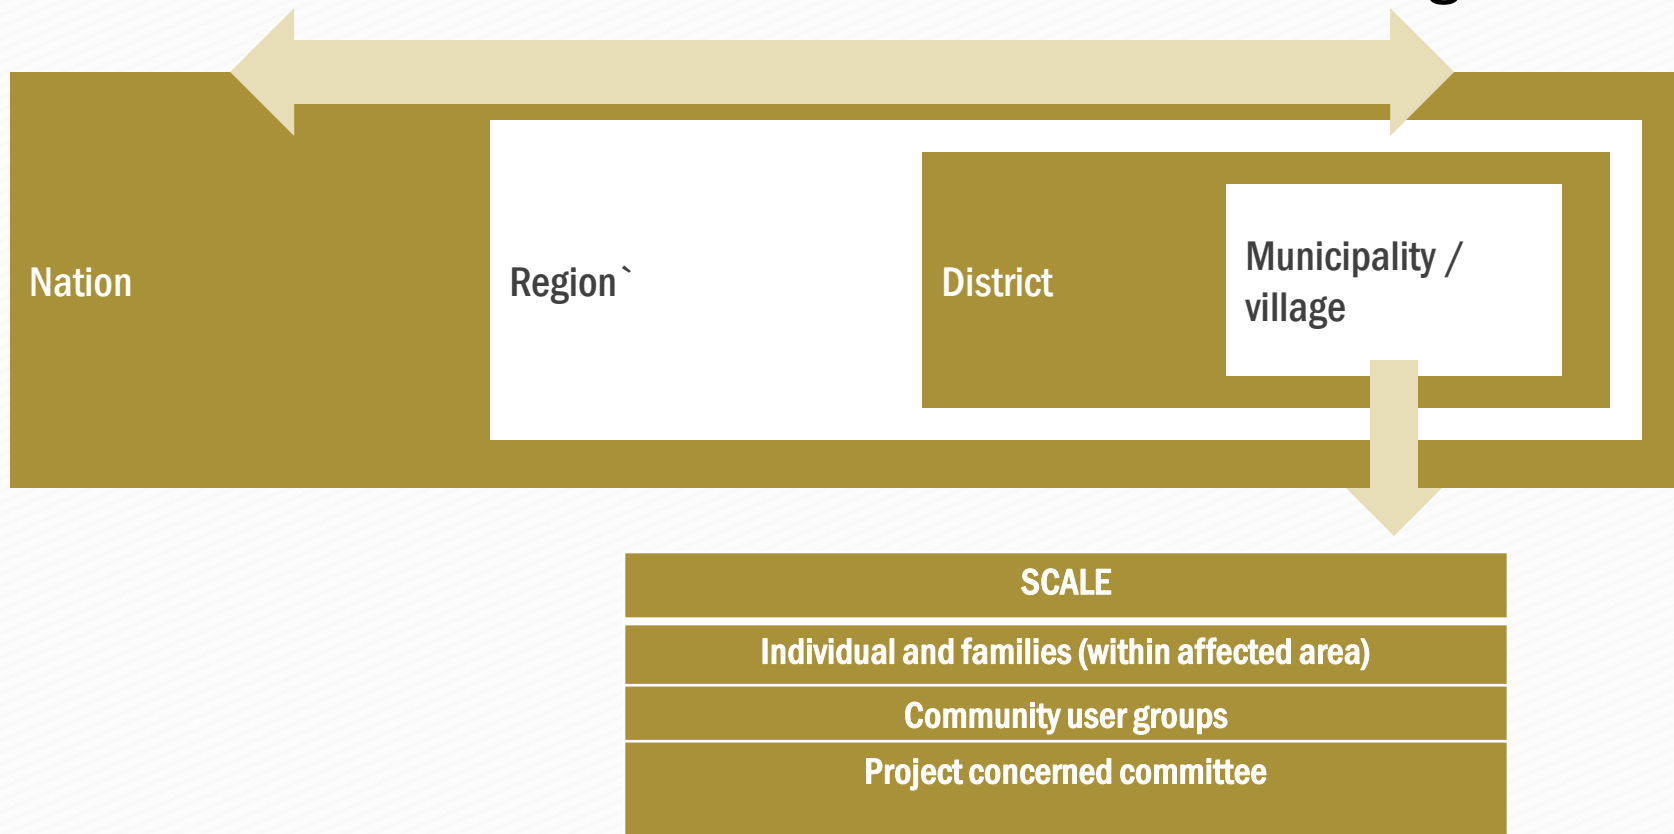 Nation
Region`
District
Municipality /
village
SCALE
Individual and families (within affected area)
Community user groups
Project concerned committee